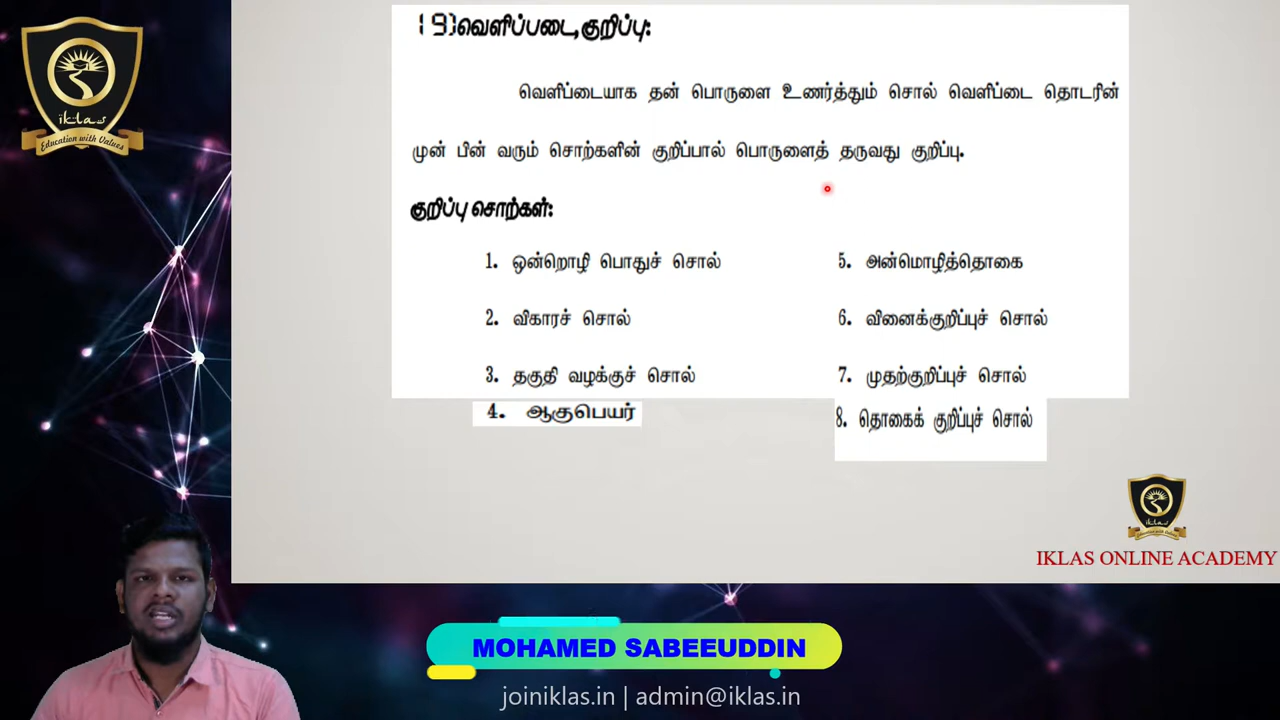 iklas
Education with Values
19)வெளிப்படை,குறிப்பு:
வெளிப்டையாக தன் பொருளை உணர்த்தும் சொல் வெளிப்டை தொடரின்
முன் பின் வரும் சொற்களின் குறிப்பால் பொருளைத் தருவது குறிப்பு.
குறிப்பு சொற்கள்:
1. ஒன்றொழி பொதுச் சொல்
2. விகாரச் சொல்
3. தகுதி வழக்குச் சொல்
4. ஆகுபெயர்
5. அன்மொழித்தொகை
6. வினைக்குறிப்புச் சொல்
7. முதற்குறிப்புச் சொல்
8. தொகைக் குறிப்புச் சொல்
iklas
IKLAS ONLINE ACADEMY
MOHAMED SABEEUDDIN
joiniklas.in | admin@iklas.in